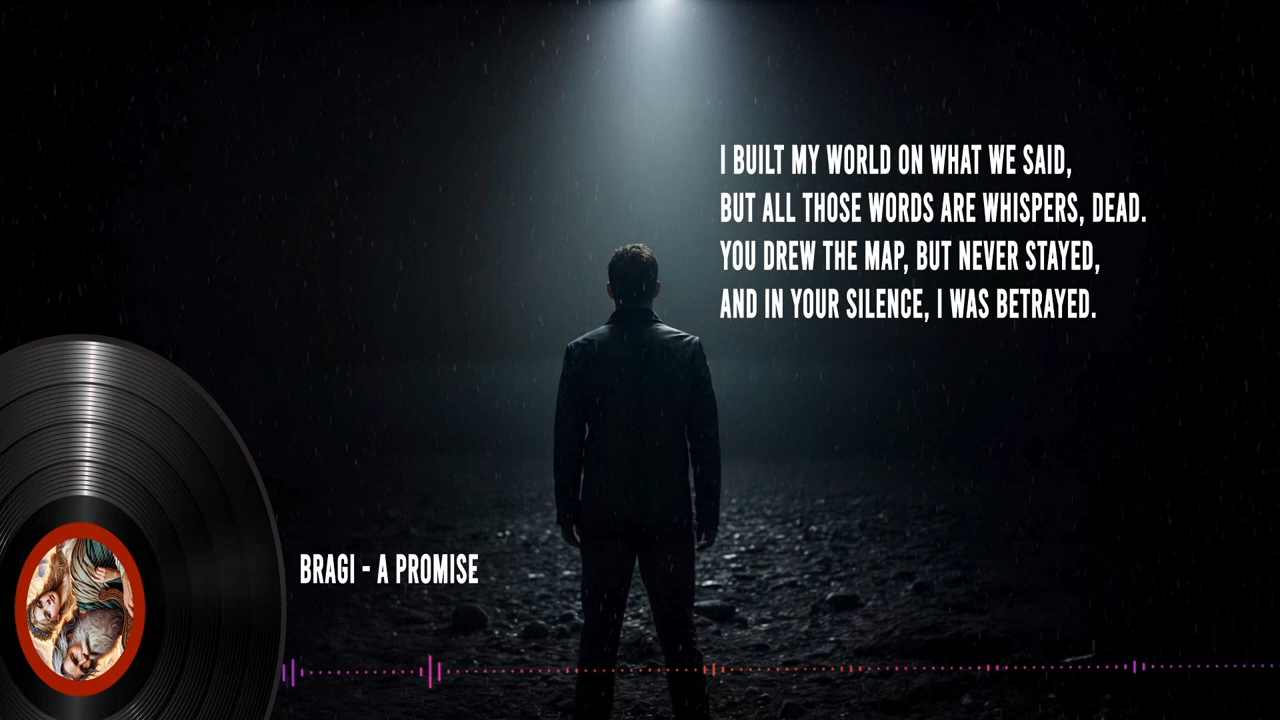 I BUILT MY WORLD ON WHAT WE SAID,
BUT ALL THOSE WORDS ARE WHISPERS, DEAD.
YOU DREW THE MAP, BUT NEVER STAYED,
AND IN YOUR SILENCE, I WAS BETRAYED.
BRAGI - A PROMISE